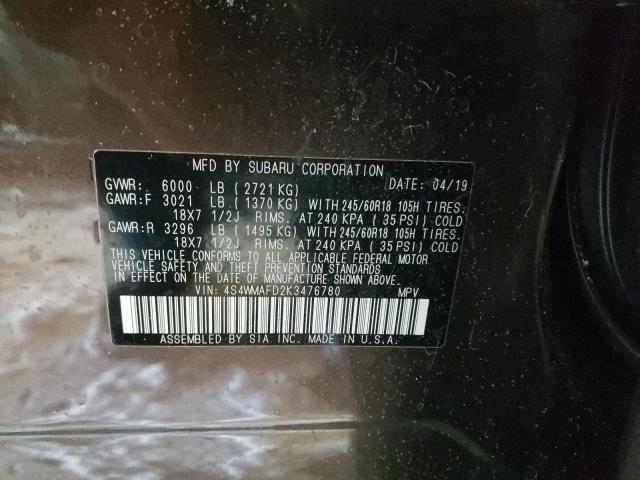 MFD BY SUBARU CORPORATION
GVWR: 6000 LB (2721 KG) DATE: 04/19
GAWR:F 3021 LB (1370 KG) WITH 245/60R18 105H TIRES.
18X7 1/2J RIMS. AT 240 KPA (35 PSI) COLD
GAWR:R 3296 LB (1495 KG) WITH 245/60R18 105H TIRES.
18X7 1/2J RIMS. AT 240 KPA (35 PSI) COLD
THIS VEHICLE CONFORMS TO ALL APPLICABLE FEDERAL MOTOR
VEHICLE SAFETY AND THEFT PREVENTION STANDARDS IN
EFFECT ON THE DATE OF MANUFACTURE SHOWN ABOVE.
VIN: 4S4WMAFD2K3476780 MPV
ASSEMBLED BY SIA INC. MADE IN U.S.A.